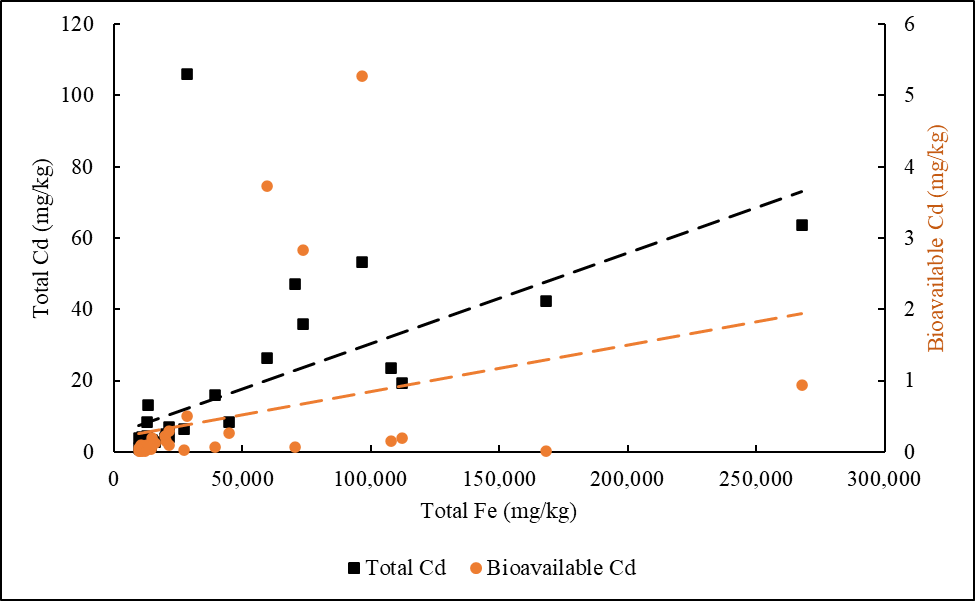 120
100
80
60
40
20
0
Total Cd (mg/kg)
6
5
4
3
2
1
0
Bioavailable Cd (mg/kg)
0 50,000 100,000 150,000 200,000 250,000 300,000
Total Fe (mg/kg)
Total Cd Bioavailable Cd